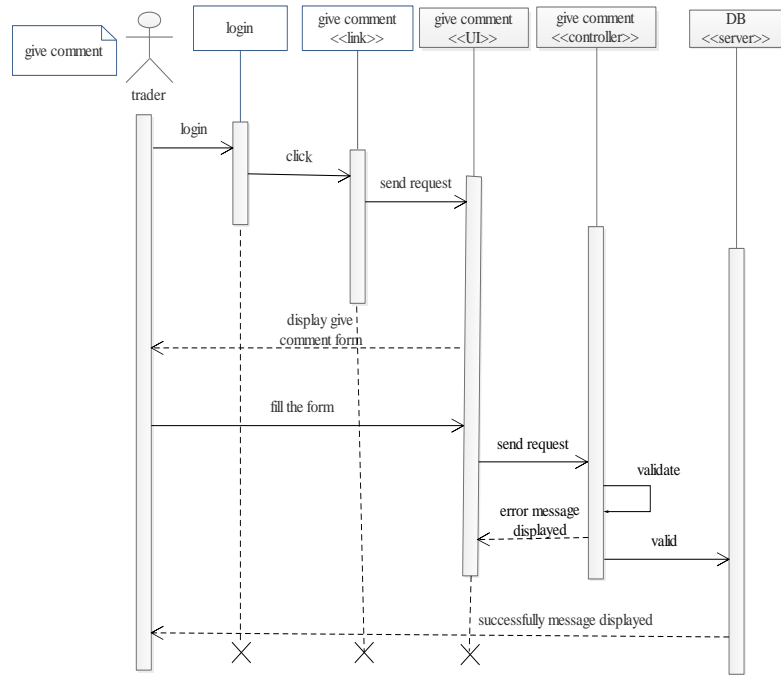 give comment
trader
login
give comment
<<link>>
give comment
<<UI>>
give comment
<<controller>>
DB
<<server>>
login
click
send request
display give
comment form
fill the form
send request
validate
error message
displayed
valid
successfully message displayed